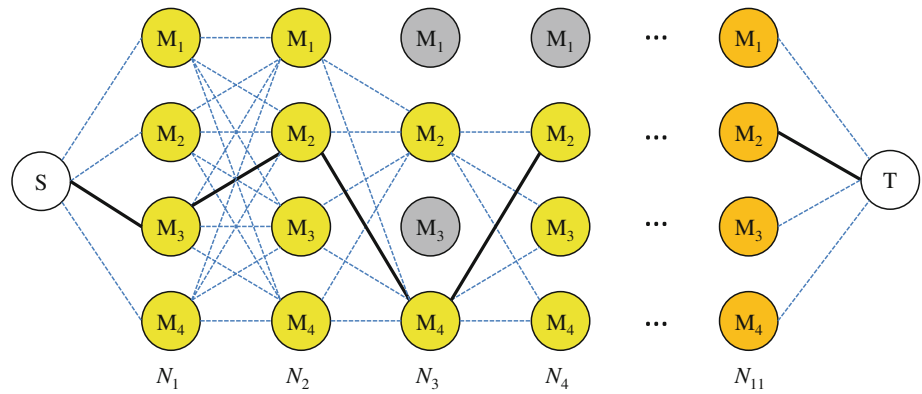 M₁ M₁ M₁ M₁ ... M₁
M₂ M₂ M₂ M₂ ... M₂
S T
M₃ M₃ M₃ M₃ ... M₃
M₄ M₄ M₄ M₄ ... M₄
N₁ N₂ N₃ N₄ N₁₁